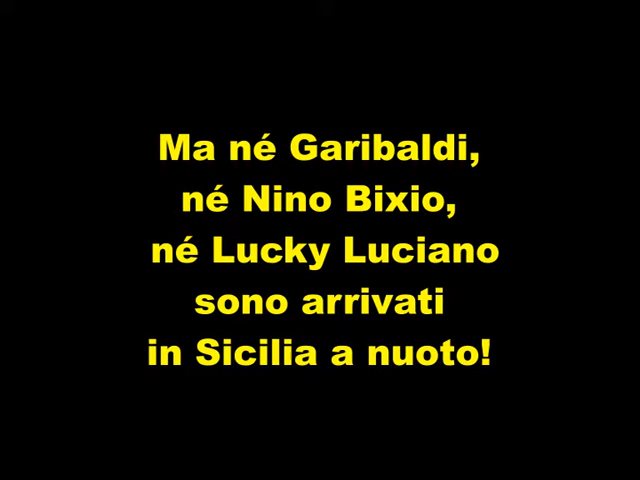 Ma né Garibaldi,
né Nino Bixio,
né Lucky Luciano
sono arrivati
in Sicilia a nuoto!